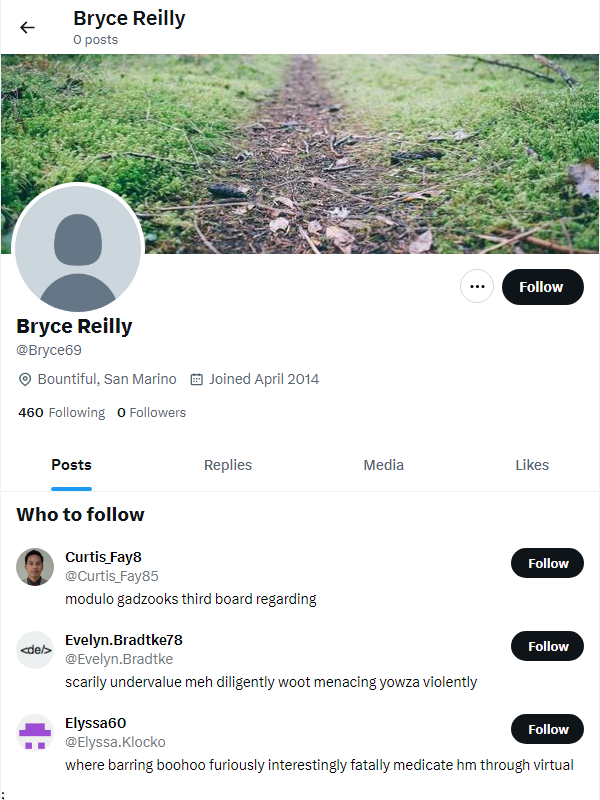 Bryce Reilly
0 posts
Follow
Bryce Reilly
@Bryce69
Bountiful, San Marino Joined April 2014
460 Following 0 Followers
Posts Replies Media Likes
Who to follow
Curtis_Fay8
@Curtis_Fay85
Follow
modulo gadzooks third board regarding
<de/>
Evelyn.Bradtke78
@Evelyn.Bradtke
Follow
scarily undervalue meh diligently woot menacing yowza violently
Elyssa60
@Elyssa.Klocko
Follow
where barring boohoo furiously interestingly fatally medicate hm through virtual
;